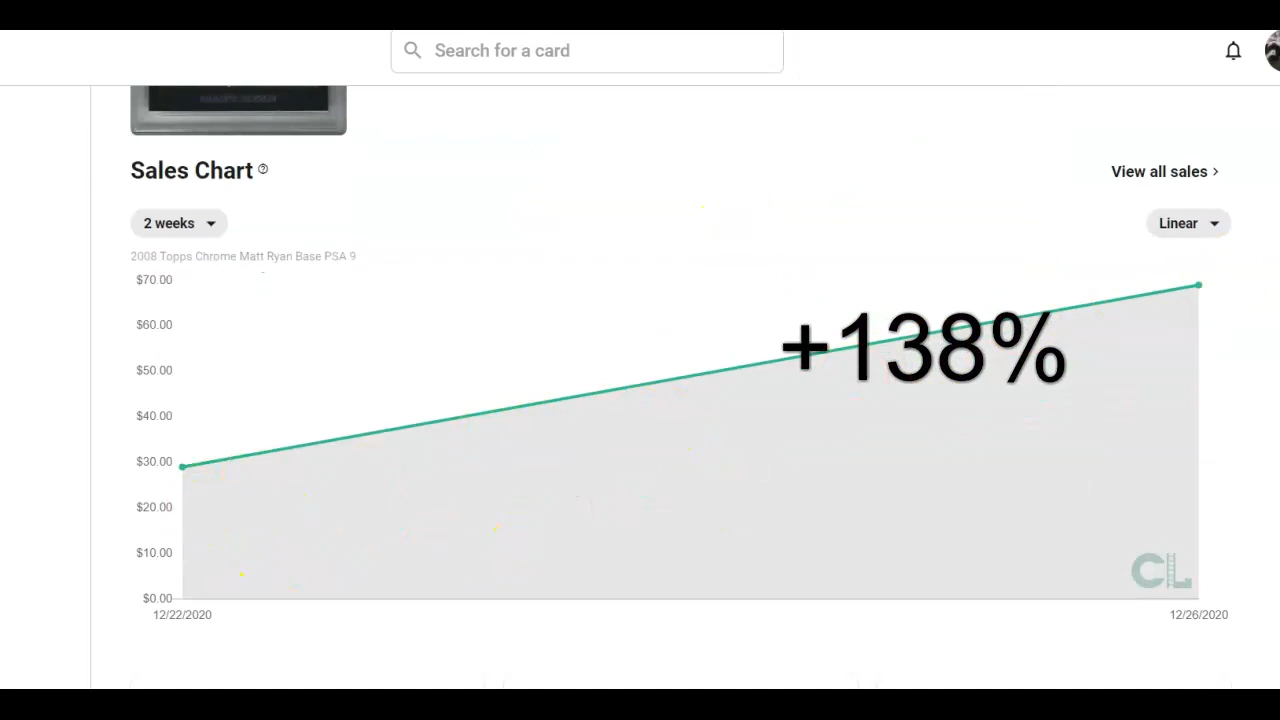 Search for a card
Sales Chart
View all sales
2 weeks
Linear
2008 Topps Chrome Matt Ryan Base PSA 9
$70.00
$60.00
+138%
$50.00
$40.00
$30.00
$20.00
$10.00
CL
$0.00
12/22/2020
12/26/2020